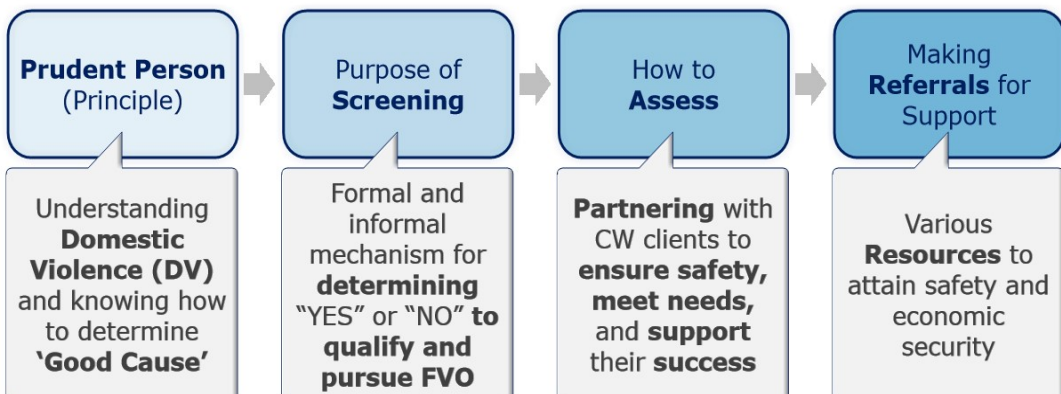 Prudent Person
(Principle)
Understanding
Domestic
Violence (DV)
and knowing how
to determine
‘Good Cause’
Purpose of
Screening
Formal and
informal
mechanism for
determining
“YES” or “NO” to
qualify and
pursue FVO
How to
Assess
Partnering with
CW clients to
ensure safety,
meet needs,
and support
their success
Making
Referrals for
Support
Various
Resources to
attain safety and
economic
security